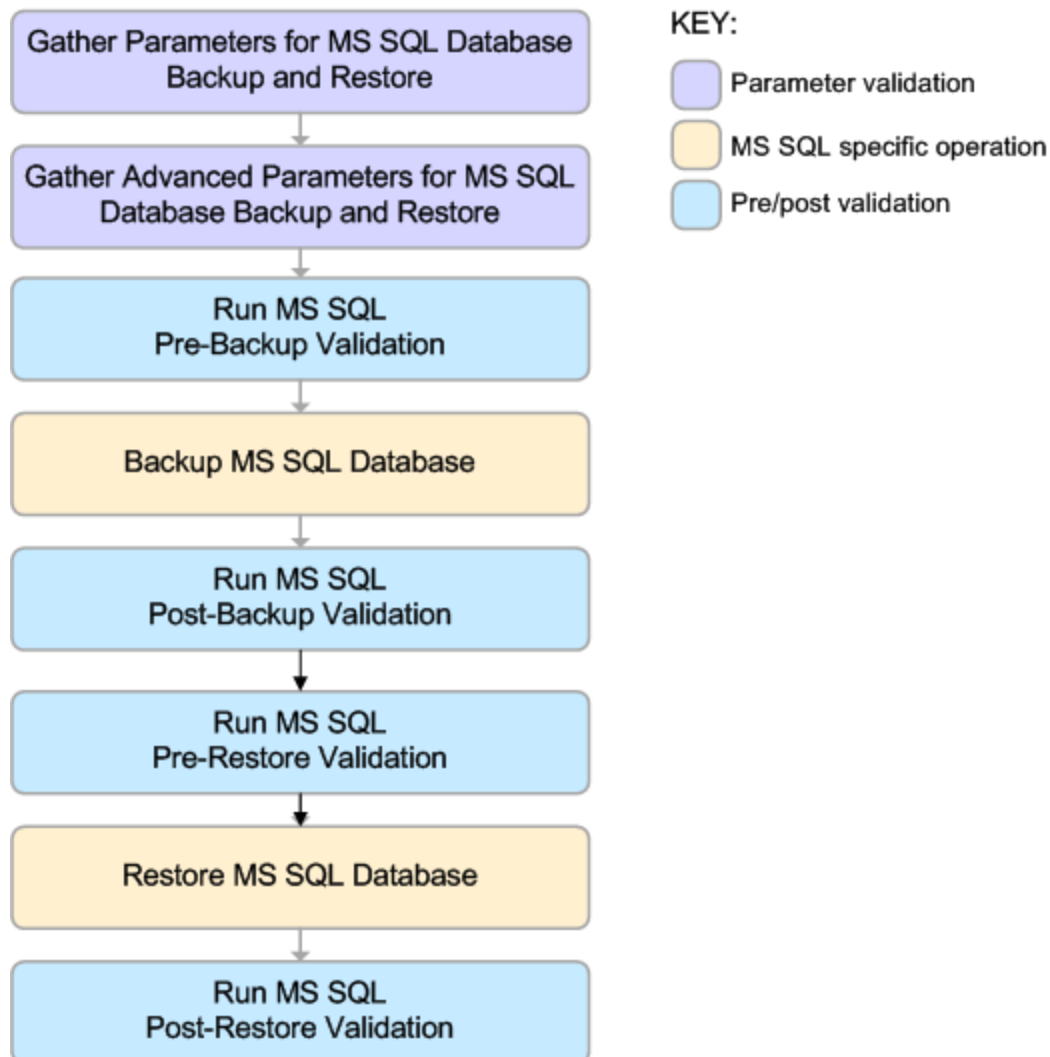 Gather Parameters for MS SQL Database
Backup and Restore
Gather Advanced Parameters for MS SQL
Database Backup and Restore
Run MS SQL
Pre-Backup Validation
Backup MS SQL Database
Run MS SQL
Post-Backup Validation
Run MS SQL
Pre-Restore Validation
Restore MS SQL Database
Run MS SQL
Post-Restore Validation
KEY:
Parameter validation
MS SQL specific operation
Pre/post validation